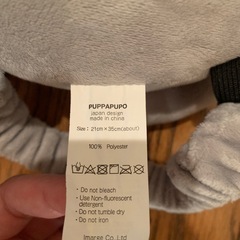 PUPPAPUPO
japan design
made in china
Size: 21cm×35cm(about)
100% Polyester
· Do not bleach
· Use Non-fluorescent
detergent
· Do not tumble dry
· Do not iron
Imaree Co. Ltd